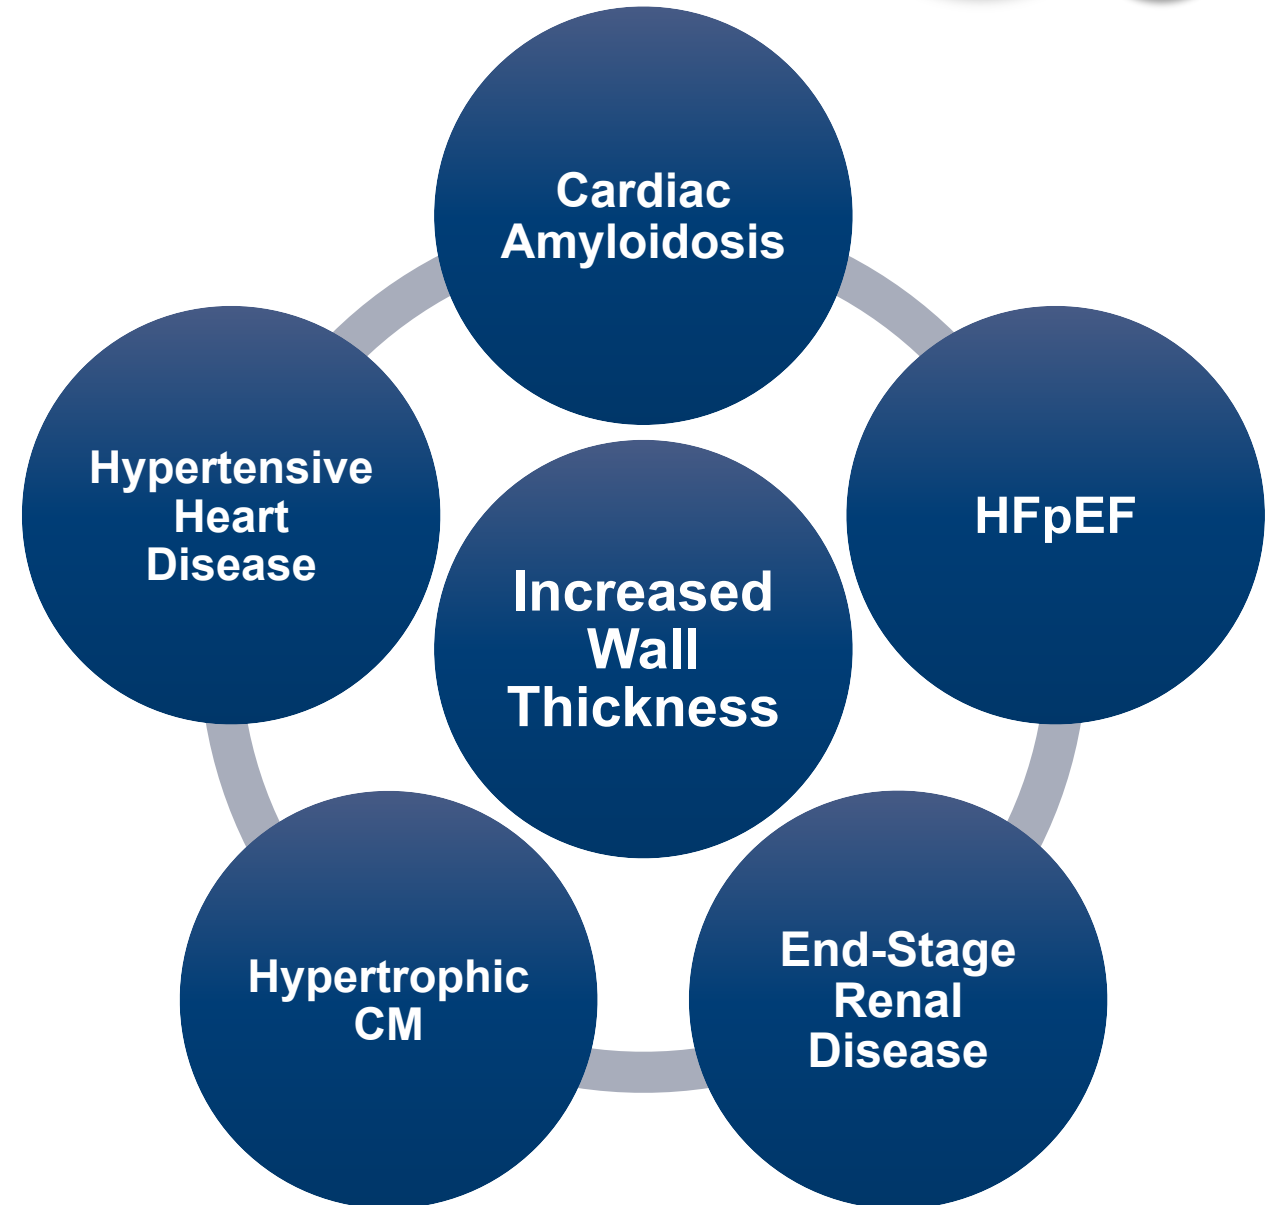 Cardiac
Amyloidosis
HFpEF
End-Stage
Renal
Disease
Hypertrophic
CM
Hypertensive
Heart
Disease
Increased
Wall
Thickness